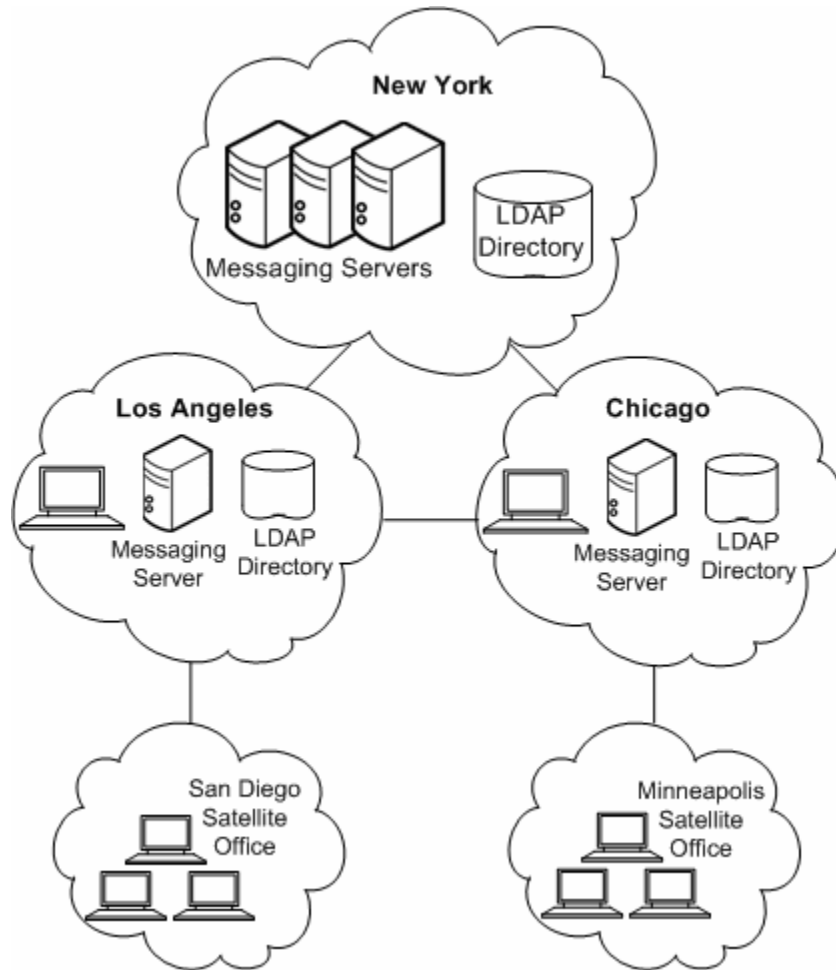 New York
LDAP
Directory
Messaging Servers
Los Angeles
Messaging
Server
LDAP
Directory
Chicago
Messaging
Server
LDAP
Directory
San Diego
Satellite
Office
Minneapolis
Satellite
Office